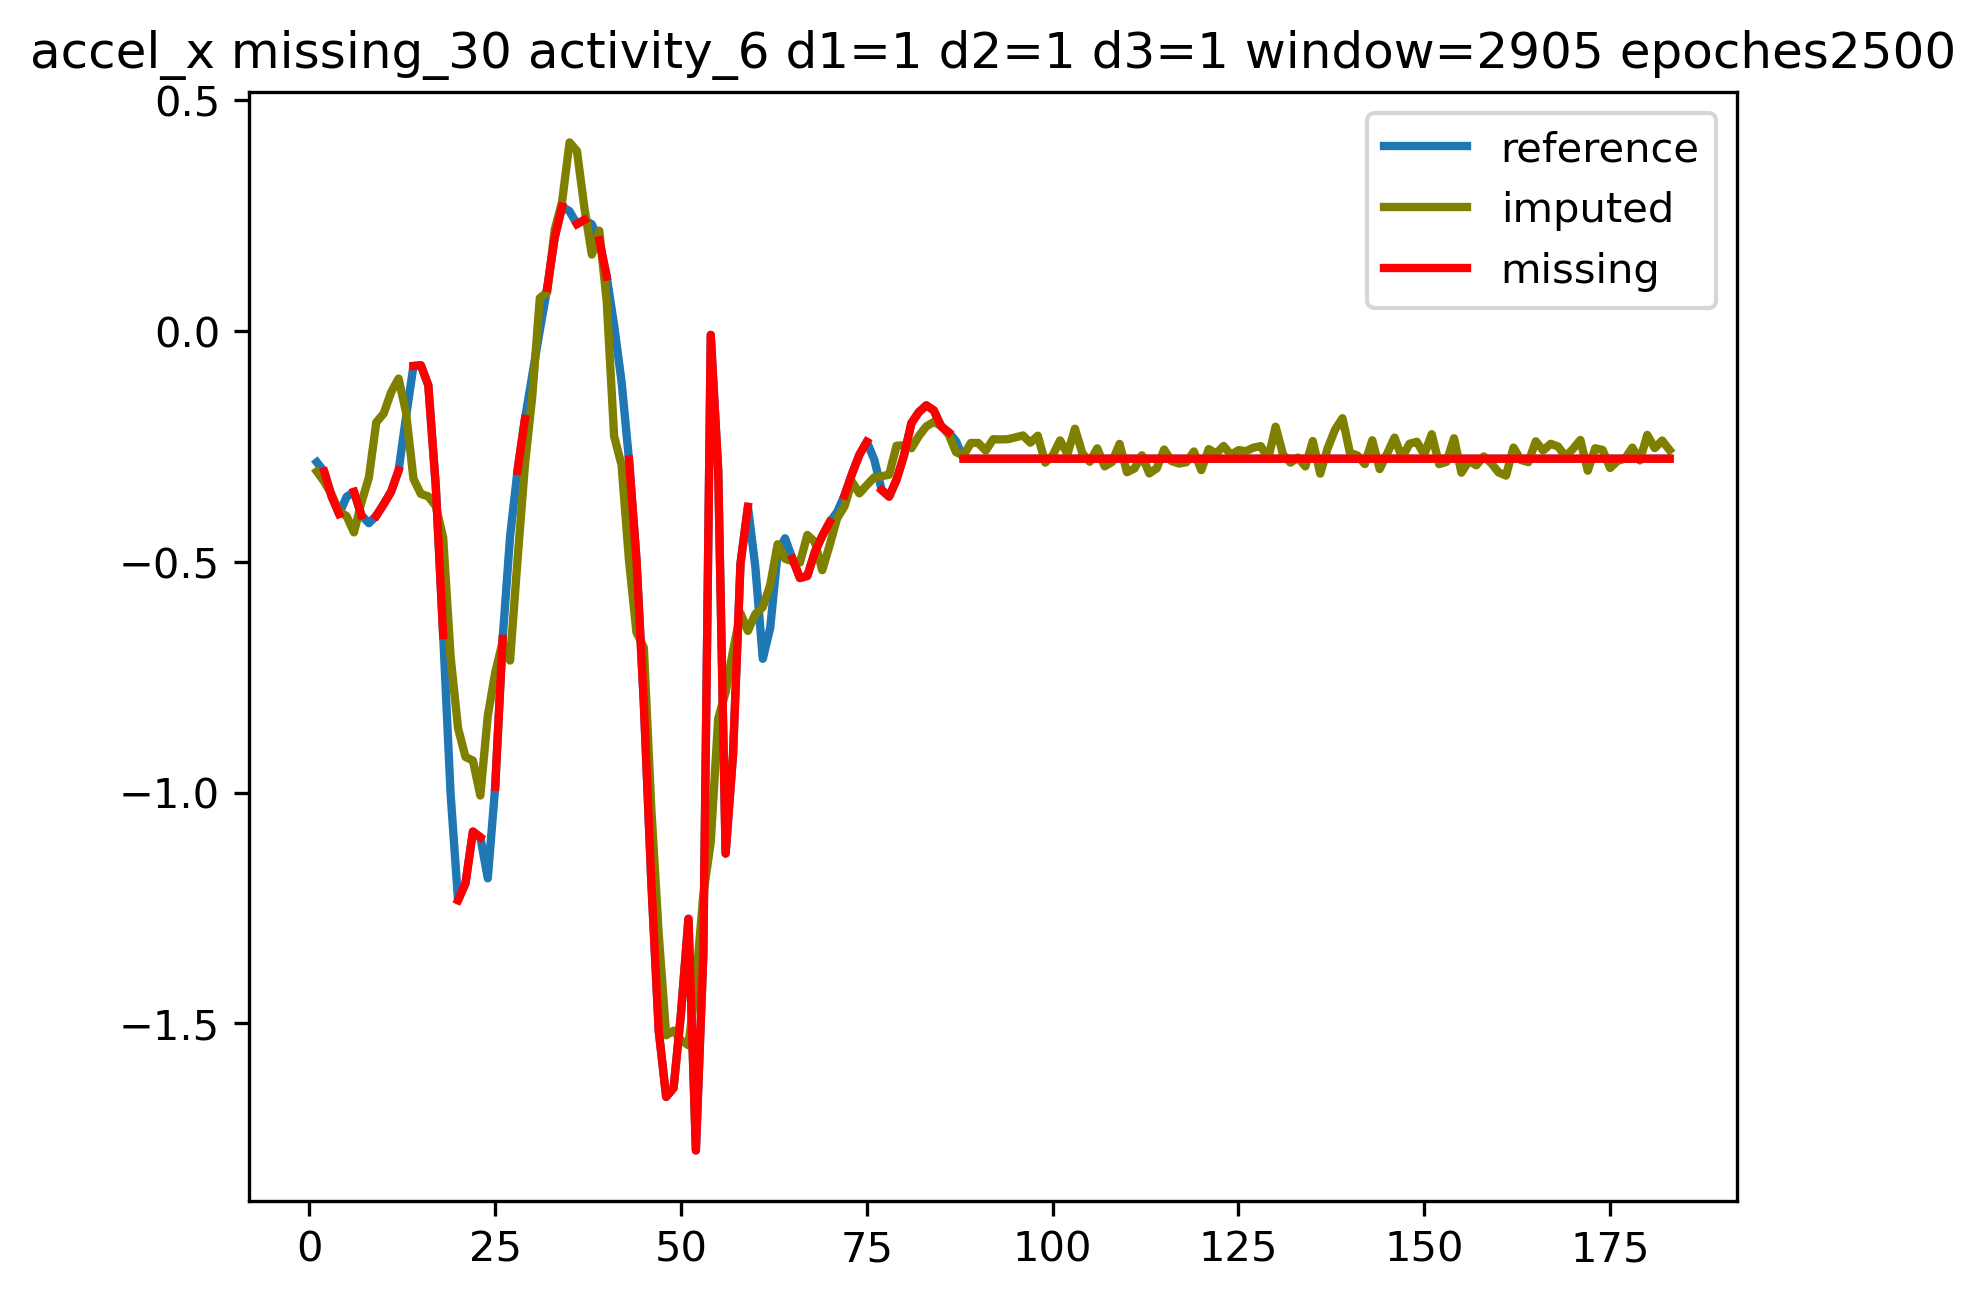 accel_x missing_30 activity_6 d1=1 d2=1 d3=1 window=2905 epoches2500
0.5
0.0
−0.5
−1.0
−1.5
reference
imputed
missing
0 25 50 75 100 125 150 175